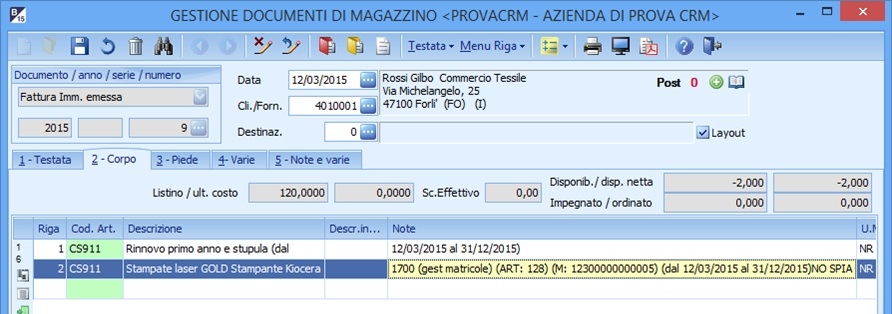 B
15
GESTIONE DOCUMENTI DI MAGAZZINO <PROVACRM - AZIENDA DI PROVA CRM>
Testata Menu Riga
Documento / anno / serie / numero
Fattura Imm. emessa
2015 9
Data 12/03/2015
Cli./Forn. 4010001
Destinaz. 0
Rossi Gilbo Commercio Tessile
Via Michelangelo, 25
47100 Forli' (FO) (I)
Post 0
Layout
1 - Testata 2 - Corpo 3 - Piede 4- Varie 5 - Note e varie
Listino / ult. costo 120,0000 0,0000 Sc.Effettivo 0,00
Disponib./ disp. netta -2,000 -2,000
Impegnato / ordinato 0,000 0,000
Riga Cod. Art. Descrizione Descr.in... Note U.M
1 CS911 Rinnovo primo anno e stupula (dal 12/03/2015 al 31/12/2015) NR
2 CS911 Stampate laser GOLD Stampante Kiocera 1700 (gest matricole) (ART: 128) (M: 12300000000005) (dal 12/03/2015 al 31/12/2015)NO SPIA NR
1
6